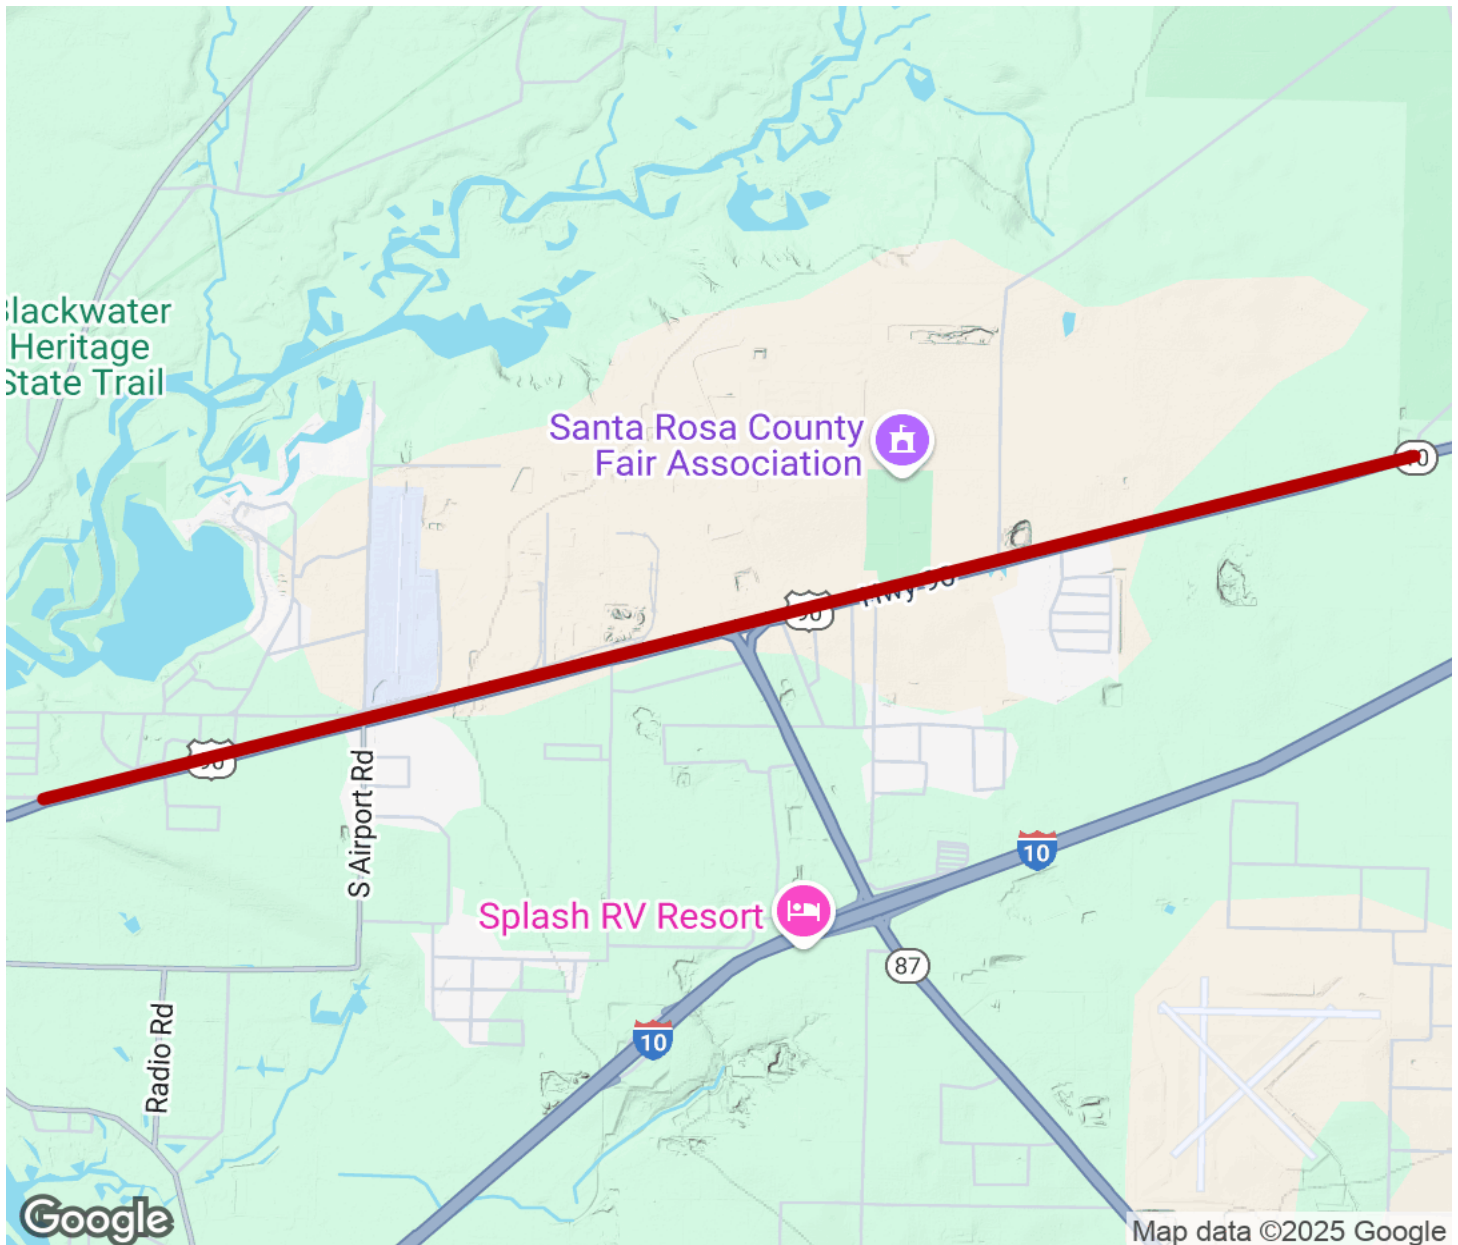 lackwater
Heritage
State Trail
Santa Rosa County
Fair Association
Hwy 90
90
90
S Airport Rd
10
Splash RV Resort
87
10
Radio Rd
Google
Map data ©2025 Google